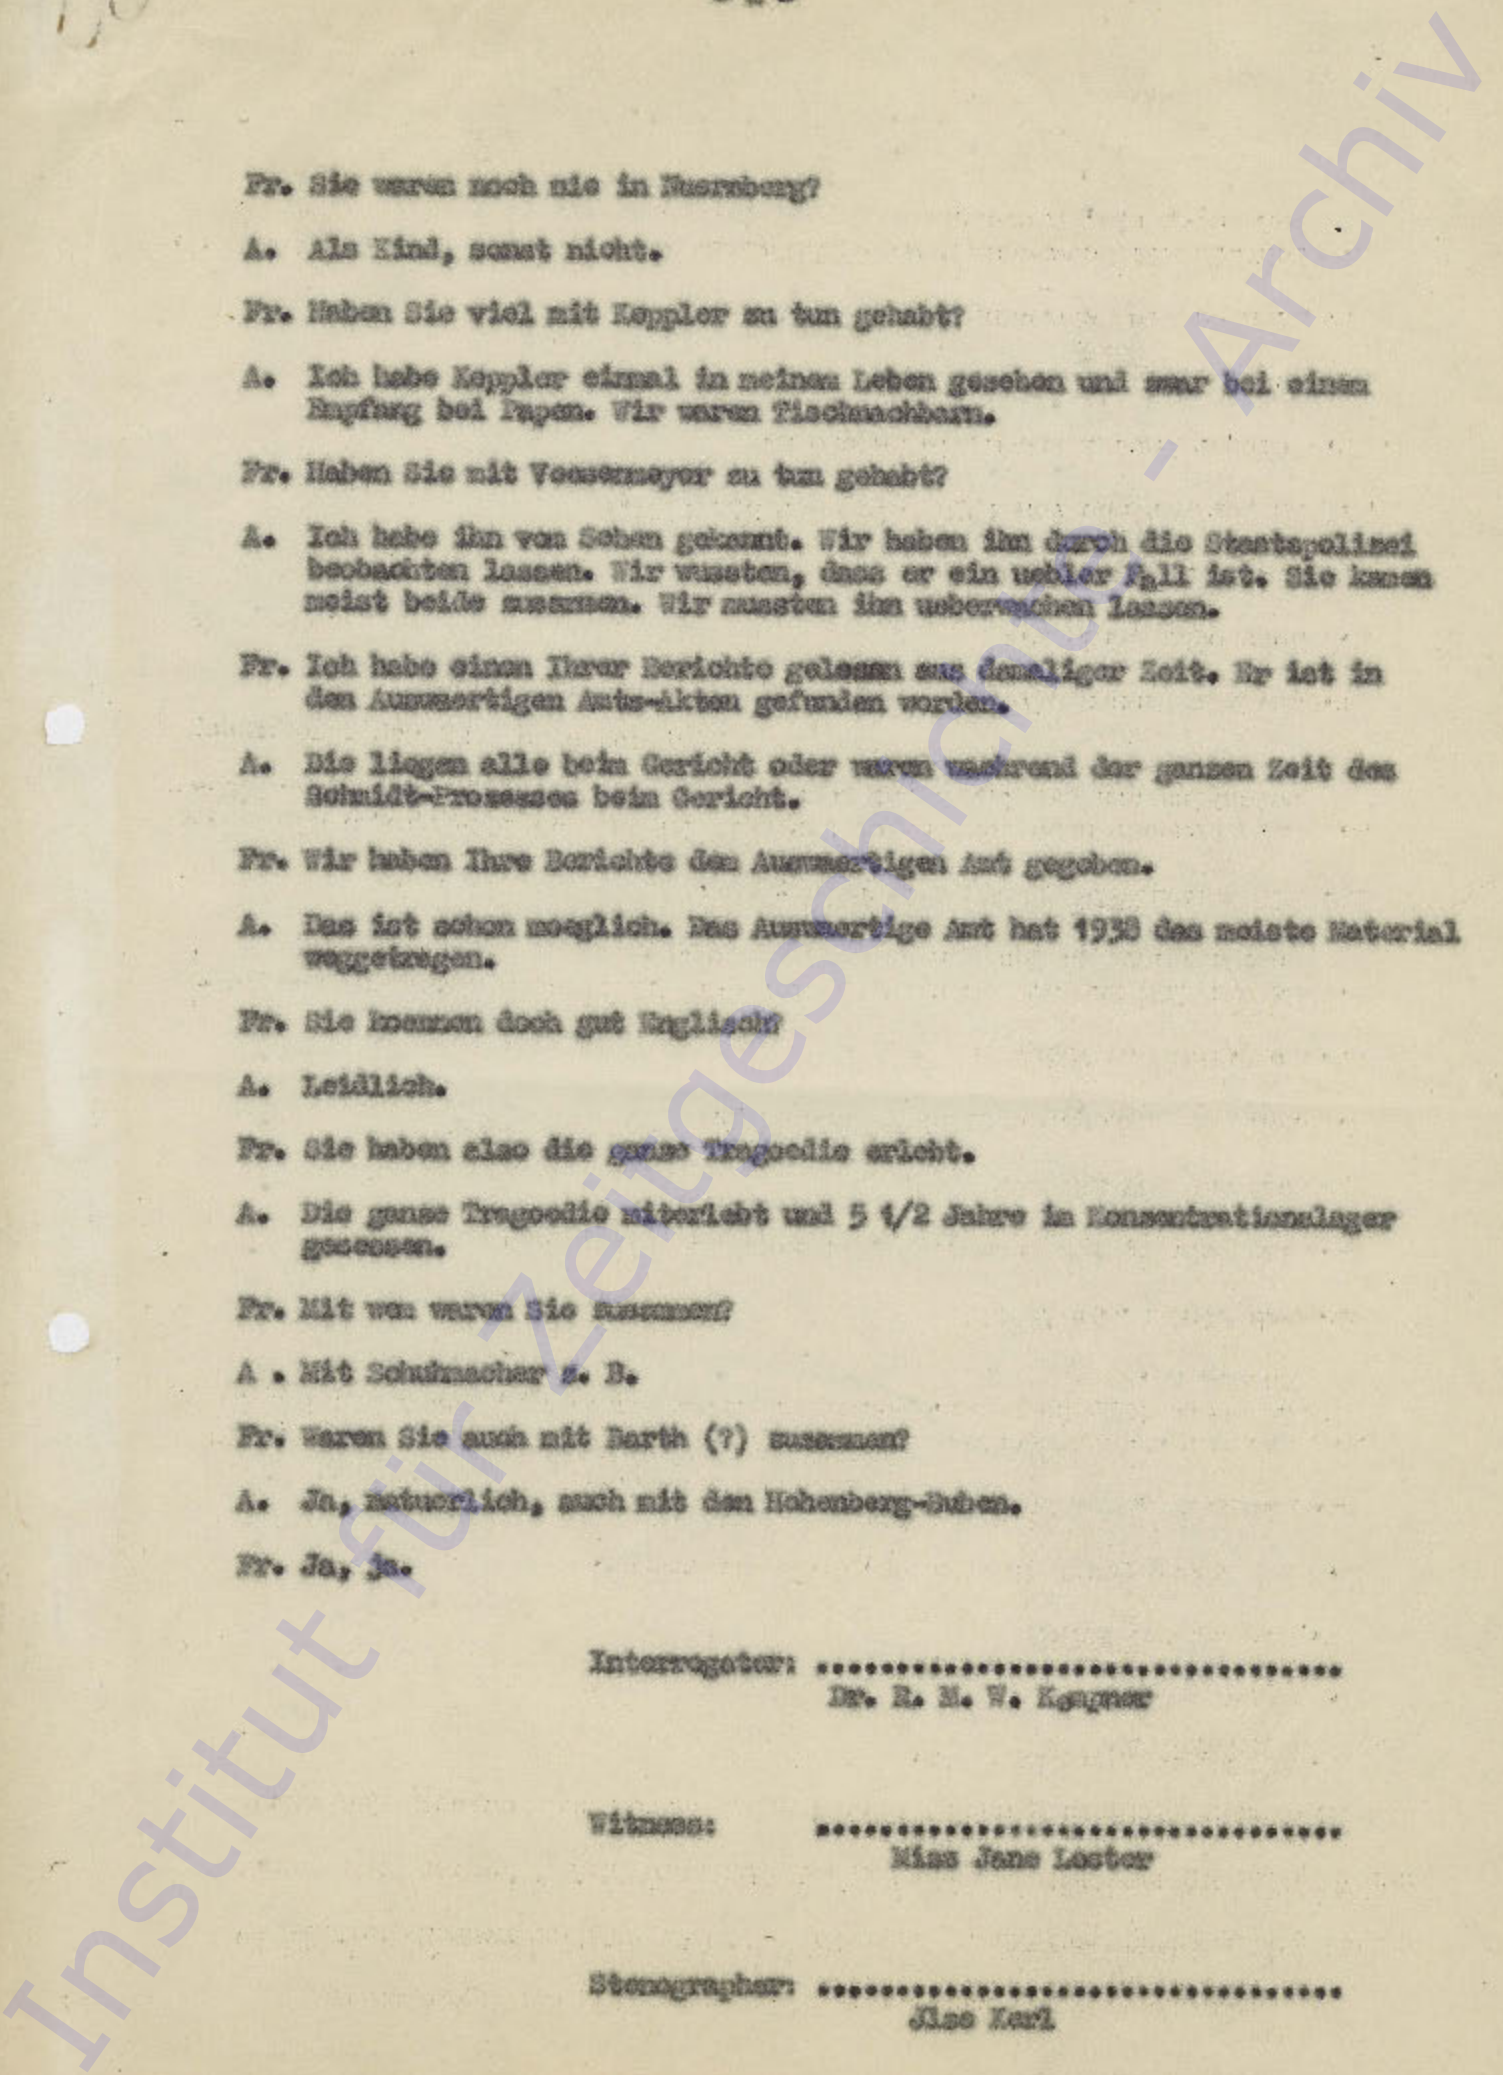 Fr. Sie waren noch nie in Nuernberg?
A. Als Kind, sonst nicht.
Fr. Haben Sie viel mit Keppler zu tun gehabt?
A. Ich habe Keppler einmal in meinem Leben gesehen und zwar bei einem
Empfang bei Papen. Wir waren Tischnachbarn.
Fr. Haben Sie mit Veesenmeyer zu tun gehabt?
A. Ich habe ihn vom Sehen gekannt. Wir haben ihn durch die Staatspolizei
beobachten lassen. Wir wussten, dass er ein uebler Fall ist. Sie kamen
meist beide zusammen. Wir mussten ihn ueberwachen lassen.
Fr. Ich habe einen Ihrer Berichte gelesen aus damaliger Zeit. Er ist in
den Auswaertigen Amts-Akten gefunden worden.
A. Die liegen alle beim Gericht oder waren waehrend der ganzen Zeit des
Schmidt-Prozesses beim Gericht.
Fr. Wir haben Ihre Berichte dem Auswaertigen Amt gegeben.
A. Das ist schon moeglich. Das Auswaertige Amt hat 1938 das meiste Material
weggetragen.
Fr. Sie koennen doch gut Englisch?
A. Leidlich.
Fr. Sie haben also die ganze Tragoedie erlebt.
A. Die ganze Tragoedie miterlebt und 5 1/2 Jahre im Konzentrationslager
gesessen.
Fr. Mit wem waren Sie zusammen?
A . Mit Schuhmacher z. B.
Fr. Waren Sie auch mit Barth (?) zusammen?
A. Ja, natuerlich, auch mit den Hohenberg-Buben.
Fr. Ja, ja.
Interrogator: .................................
Dr. R. M. W. Kempner
Witness: .................................
Miss Jane Lester
Stenographer: .................................
Jlse Kerl
Institut für Zeitgeschichte - Archiv